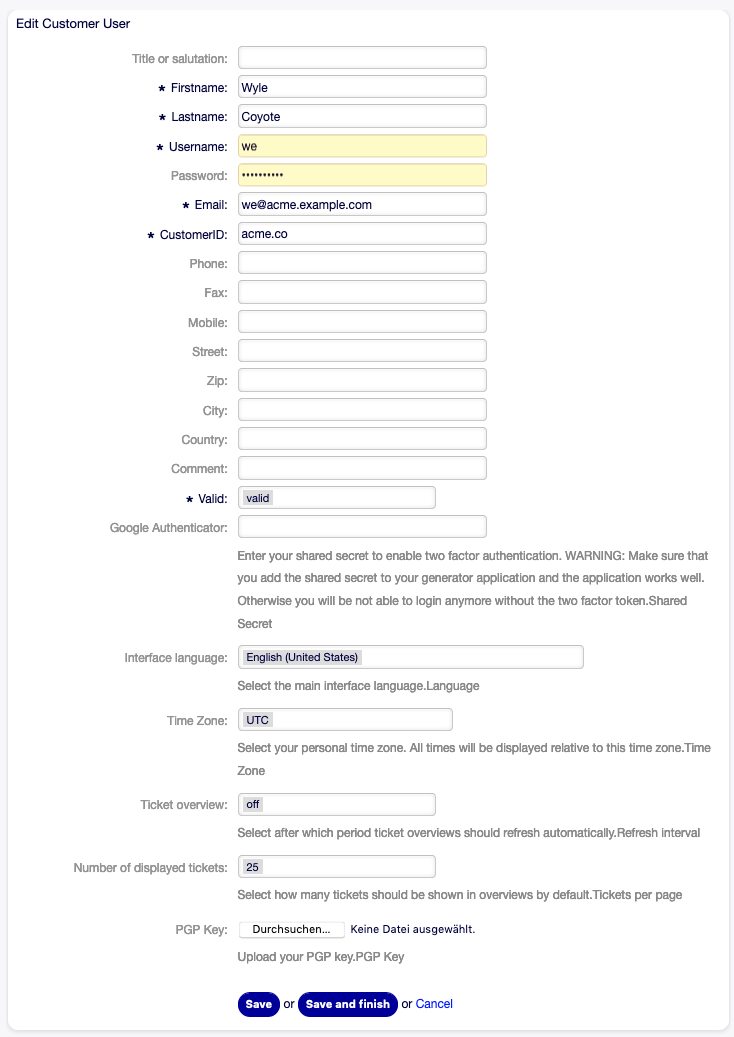 Edit Customer User
Title or salutation:
★ Firstname: Wyle
★ Lastname: Coyote
★ Username: we
Password: ••••••••••
★ Email: we@acme.example.com
★ CustomerID: acme.co
Phone:
Fax:
Mobile:
Street:
Zip:
City:
Country:
Comment:
★ Valid: valid
Google Authenticator:
Enter your shared secret to enable two factor authentication. WARNING: Make sure that
you add the shared secret to your generator application and the application works well.
Otherwise you will be not able to login anymore without the two factor token.Shared
Secret
Interface language: English (United States)
Select the main interface language.Language
Time Zone: UTC
Select your personal time zone. All times will be displayed relative to this time zone.Time
Zone
Ticket overview: off
Select after which period ticket overviews should refresh automatically.Refresh interval
Number of displayed tickets: 25
Select how many tickets should be shown in overviews by default.Tickets per page
PGP Key: Durchsuchen... Keine Datei ausgewählt.
Upload your PGP key.PGP Key
Save or Save and finish or Cancel